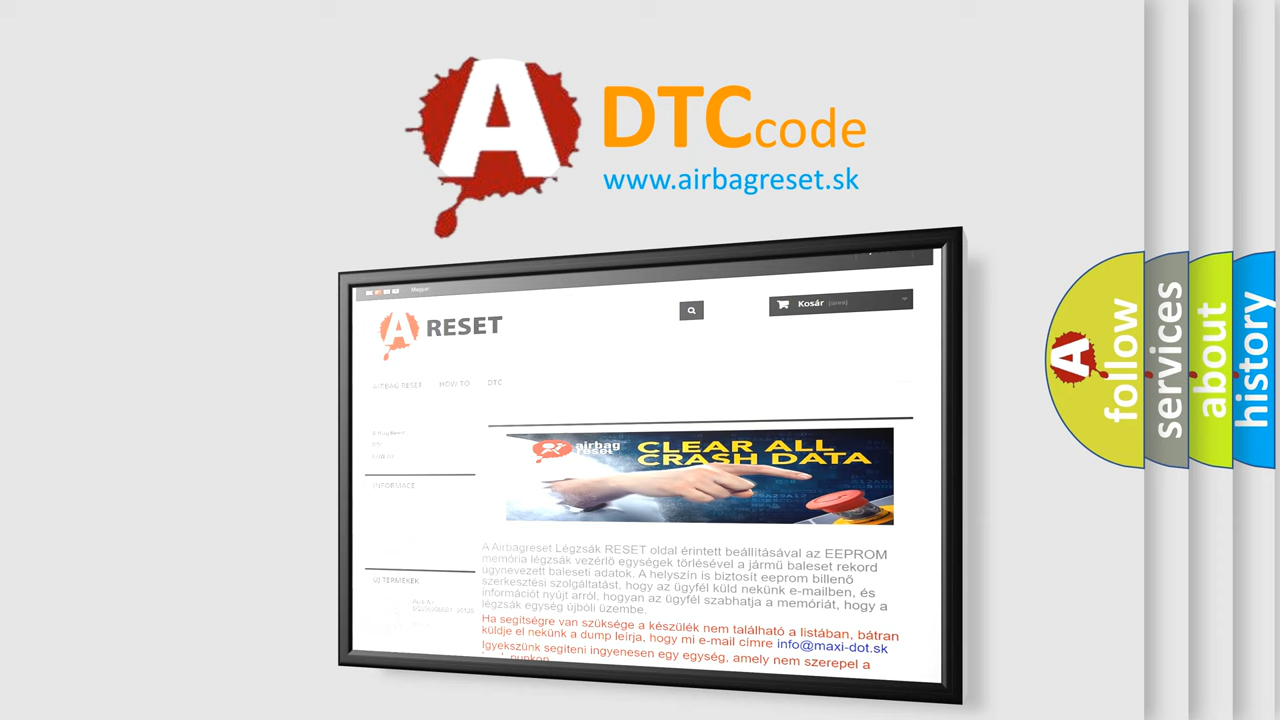 A
DTCcode
www.airbagreset.sk
Magyar
A RESET
Kosár (üres)
AIRBAG RESET HOW TO DTC
INFORMACE
ÚJ TERMÉKEK
airbag
reset
CLEAR ALL
CRASH DATA
A Airbagreset Légzsák RESET oldal érintett beállításával az EEPROM
memória légzsák vezérlő egységek törlésével a jármű baleset rekord
úgynevezett baleseti adatok. A helyszín is biztosít eeprom billenő
szerkesztési szolgáltatást, hogy az ügyfél küld nekünk e-mailben, és
információt nyújt arról, hogyan az ügyfél szabhatja a memóriát, hogy a
légzsák egység újbóli üzembe.
Ha segítségre van szüksége a készülék nem található a listában, bátran
küldje el nekünk a dump leírja, hogy mi e-mail címre info@maxi-dot.sk
Igyekszünk segíteni ingyenesen egy egység, amely nem szerepel a
A
follow
services
about
history